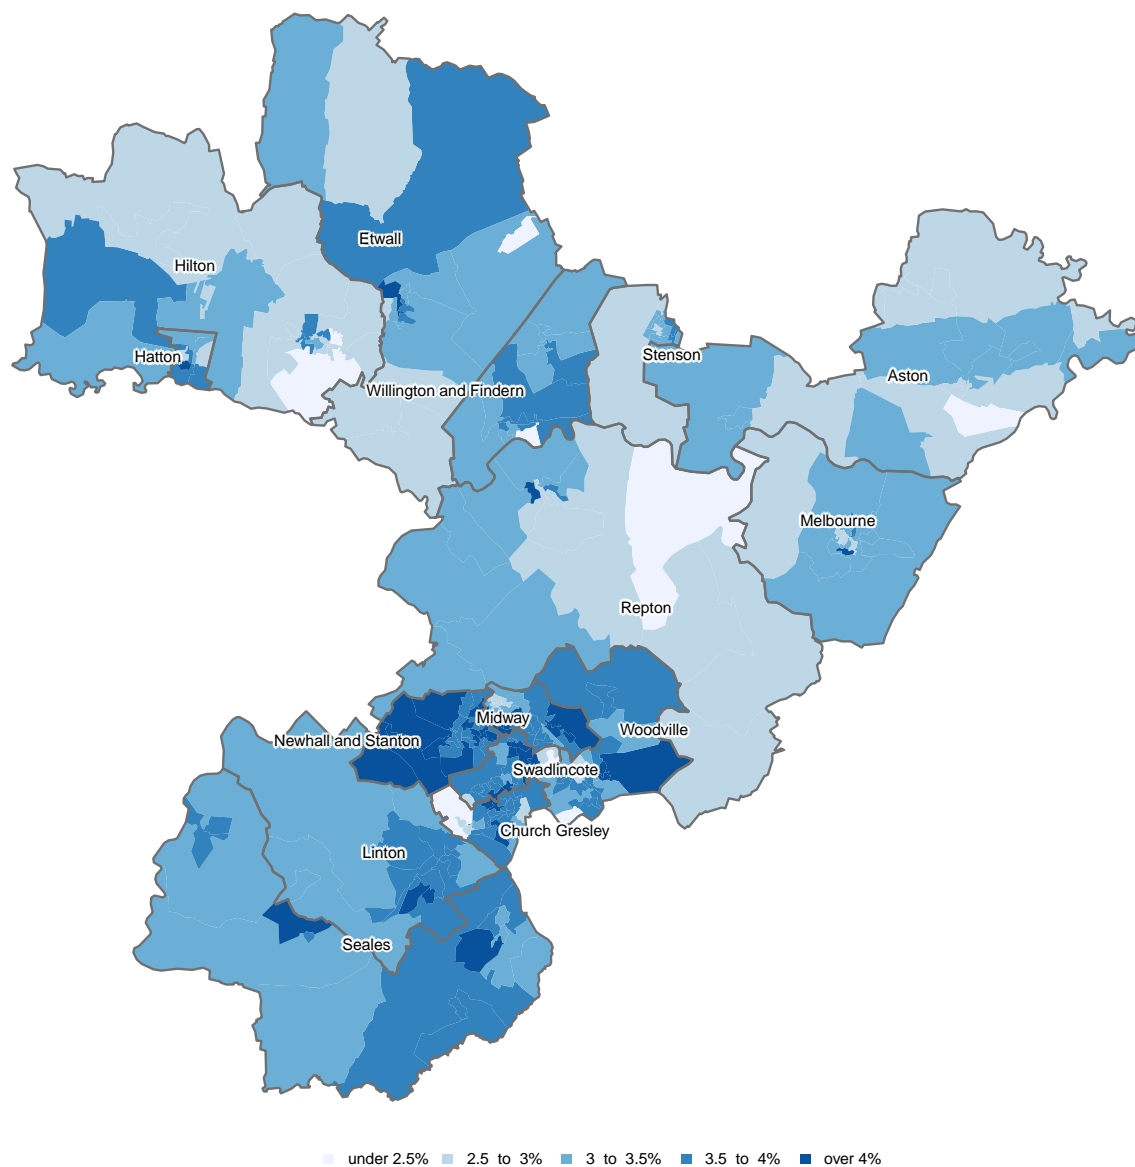 Etwall
Hilton
Hatton
Stenson
Aston
Willington and Findern
Melbourne
Repton
Midway
Woodville
Newhall and Stanton
Swadlincote
Church Gresley
Linton
Seales
under 2.5% 2.5 to 3% 3 to 3.5% 3.5 to 4% over 4%